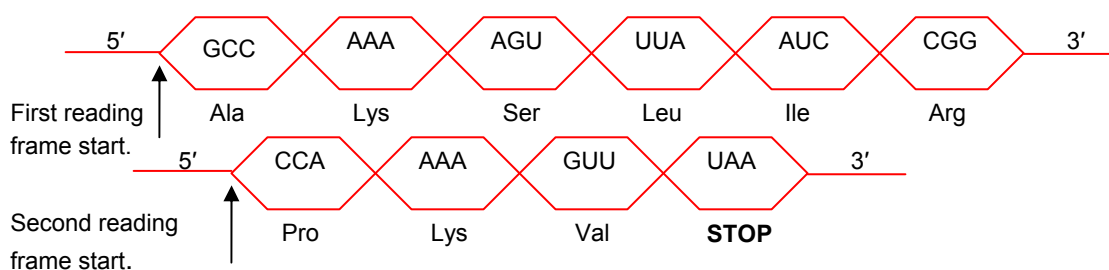 5′ GCC AAA AGU UUA AUC CGG 3′
First reading
frame start.
Ala Lys Ser Leu Ile Arg
5′ CCA AAA GUU UAA 3′
Second reading
frame start.
Pro Lys Val STOP